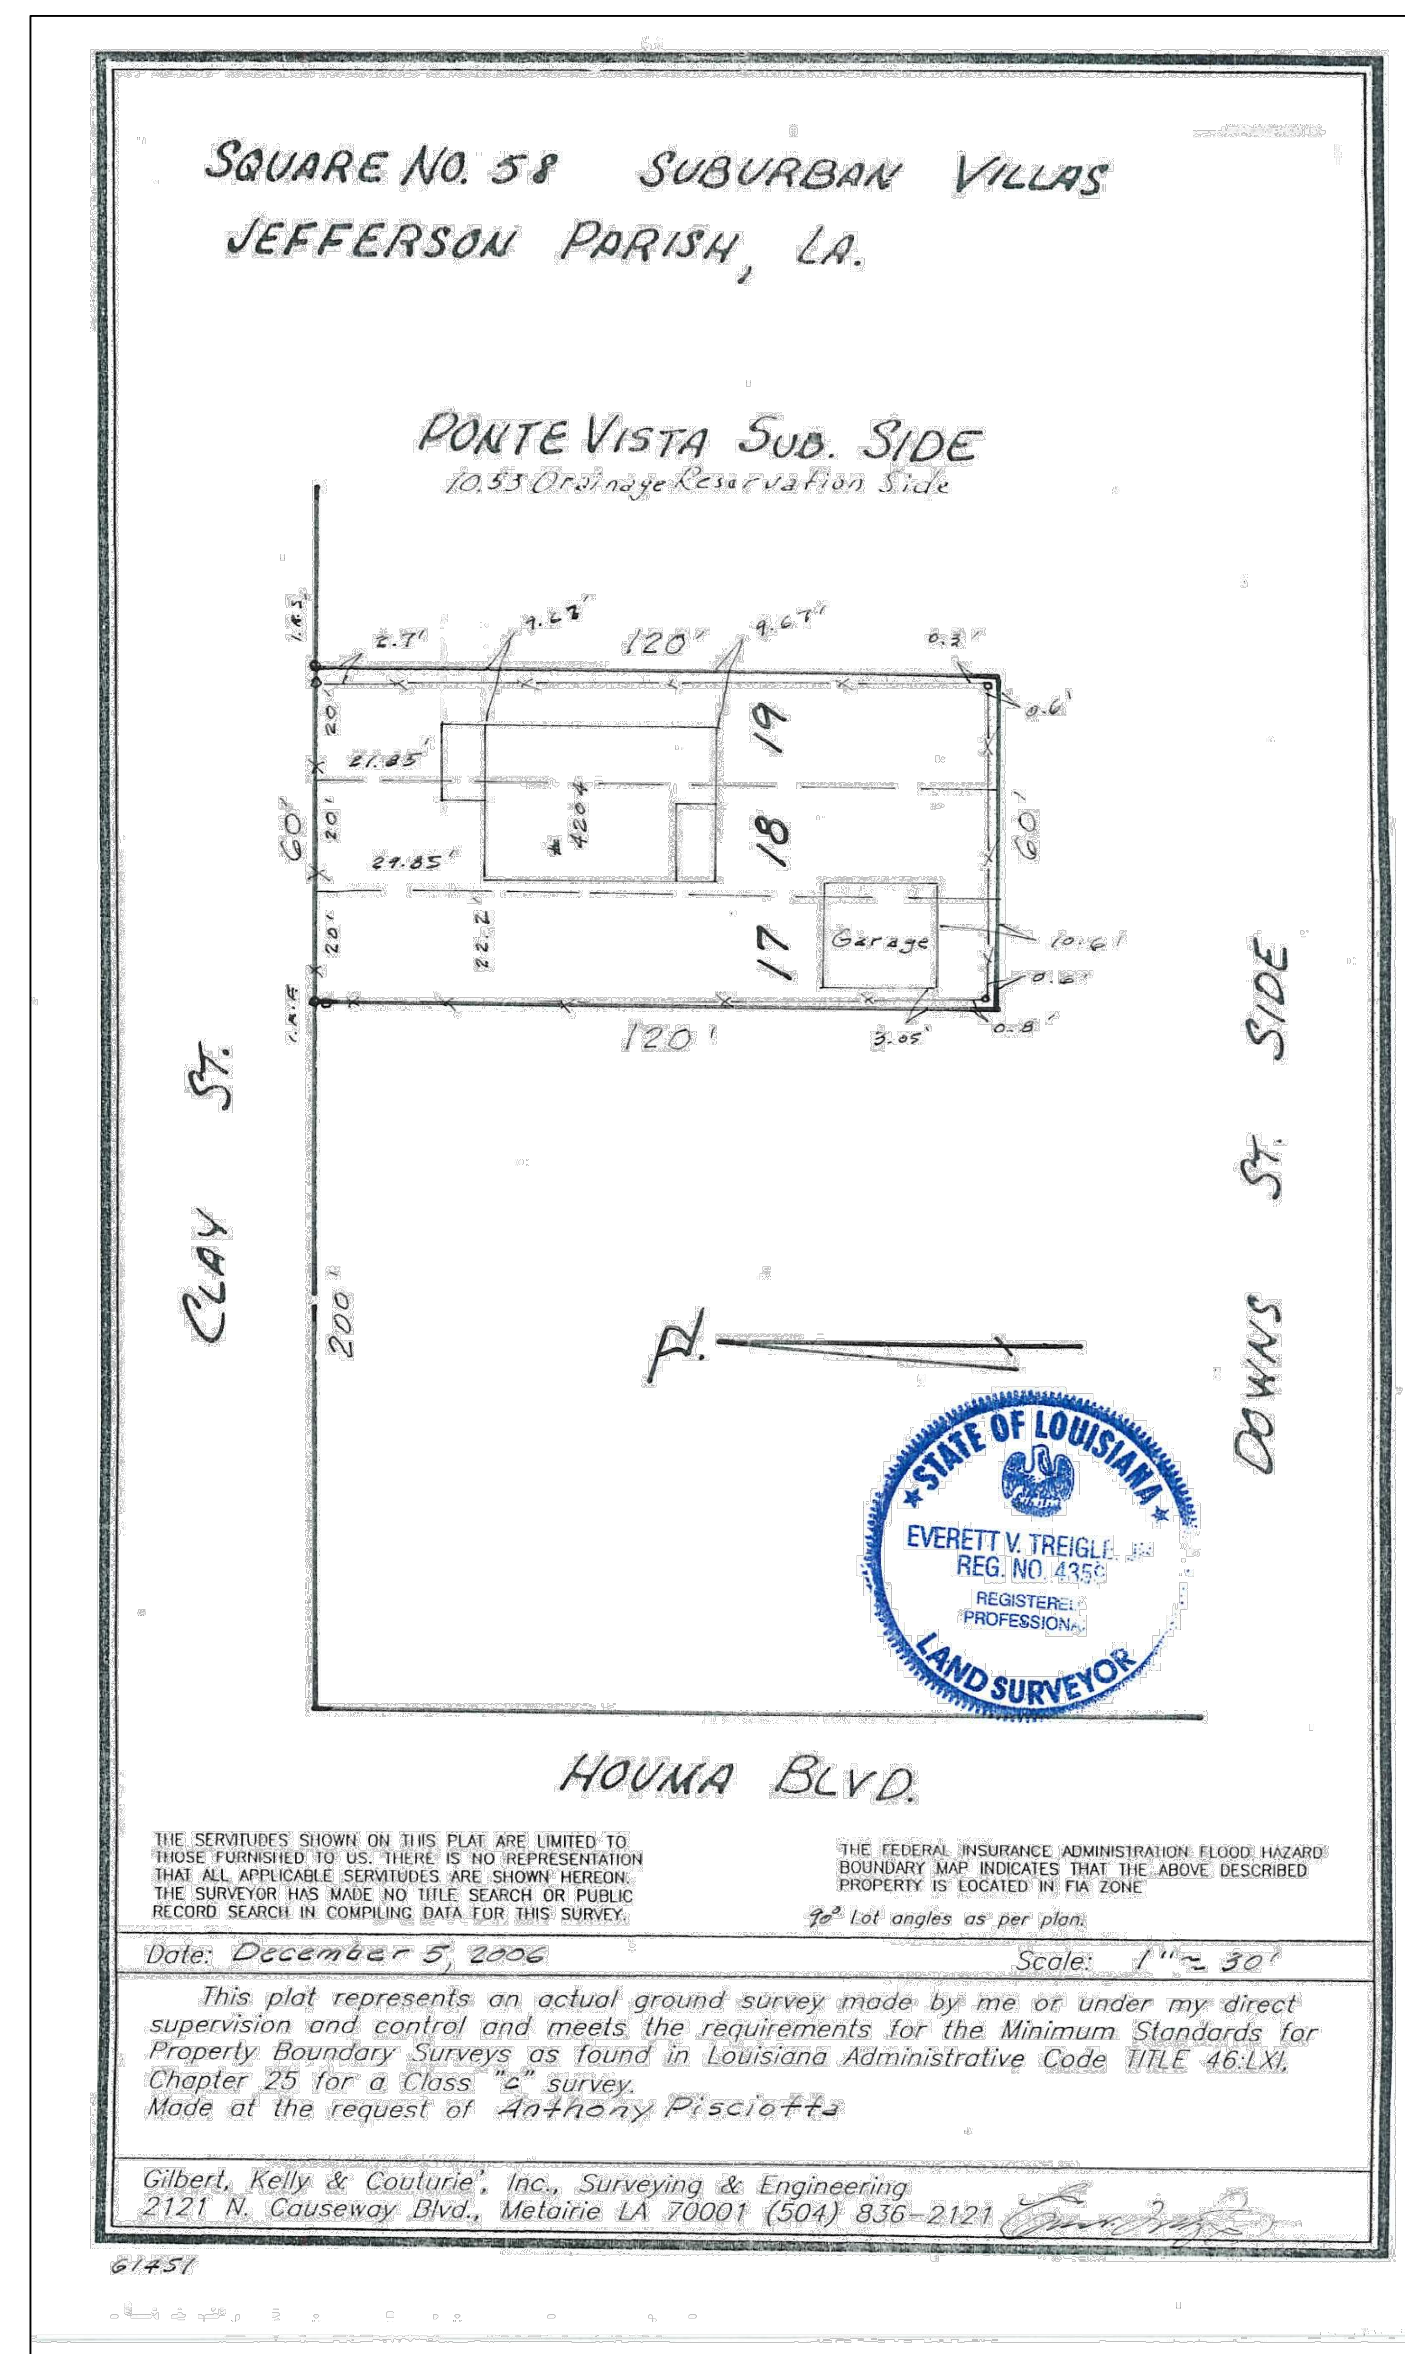 SQUARE NO. 58 SUBURBAN VILLAS
JEFFERSON PARISH, LA.
PONTE VISTA SUB. SIDE
10.53 Drainage Reservation Side
2.7'
120'
9.67'
0.3'
0.6'
20'
19
21.85'
60'
20'
4204
18
60'
29.85'
20'
22.2'
17
Garage
10.6'
0.6'
120'
3.05'
0.8'
CLAY ST.
DOWNS ST. SIDE
200'
N.
STATE OF LOUISIANA
EVERETT V. TREIGLE, JR
REG. NO. 4359
REGISTERED
PROFESSIONAL
LAND SURVEYOR
HOUMA BLVD.
THE SERVITUDES SHOWN ON THIS PLAT ARE LIMITED TO
THOSE FURNISHED TO US. THERE IS NO REPRESENTATION
THAT ALL APPLICABLE SERVITUDES ARE SHOWN HEREON.
THE SURVEYOR HAS MADE NO TITLE SEARCH OR PUBLIC
RECORD SEARCH IN COMPILING DATA FOR THIS SURVEY.
THE FEDERAL INSURANCE ADMINISTRATION FLOOD HAZARD
BOUNDARY MAP INDICATES THAT THE ABOVE DESCRIBED
PROPERTY IS LOCATED IN FIA ZONE
90° Lot angles as per plan.
Date: December 5, 2006
Scale: 1" = 30'
This plat represents an actual ground survey made by me or under my direct
supervision and control and meets the requirements for the Minimum Standards for
Property Boundary Surveys as found in Louisiana Administrative Code TITLE 46:LXI,
Chapter 25 for a Class "C" survey.
Made at the request of Anthony Pisciotta
Gilbert, Kelly & Couturie', Inc., Surveying & Engineering
2121 N. Causeway Blvd., Metairie LA 70001 (504) 836-2121
61451